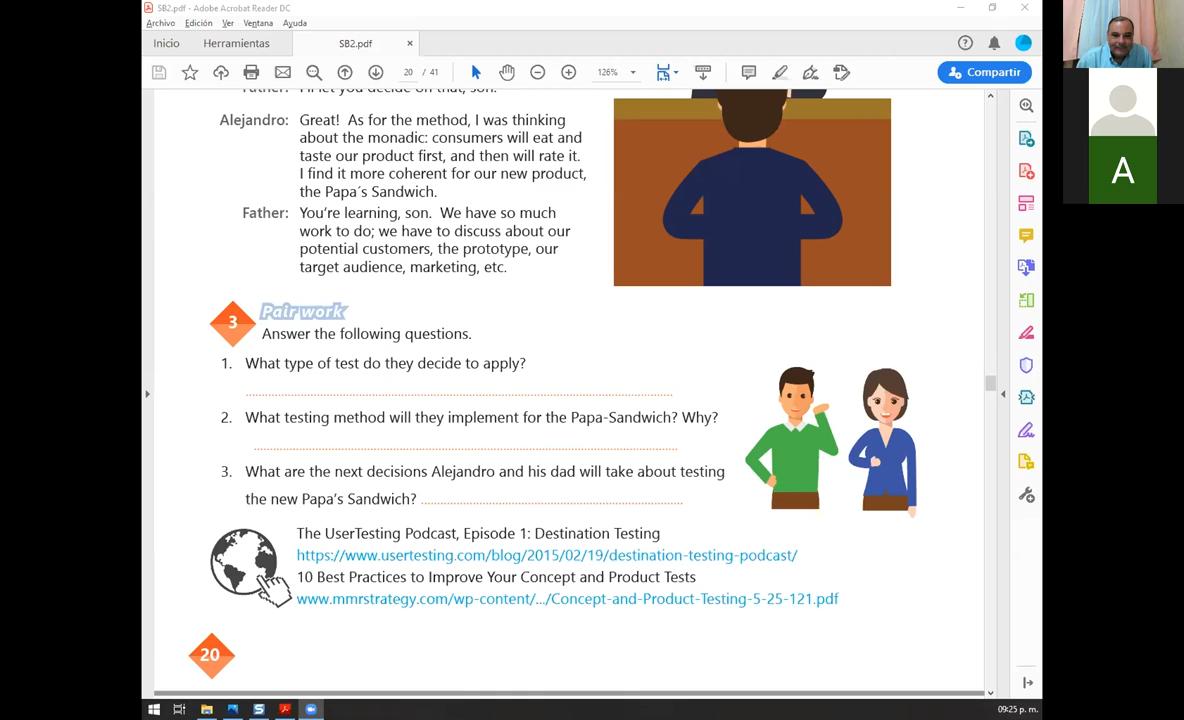 SB2.pdf - Adobe Acrobat Reader DC
Archivo Edición Ver Ventana Ayuda
Inicio Herramientas SB2.pdf ×
20 / 41 126% Compartir
Father: I'll let you decide on that, son.
Alejandro: Great! As for the method, I was thinking
about the monadic: consumers will eat and
taste our product first, and then will rate it.
I find it more coherent for our new product,
the Papa´s Sandwich.
Father: You're learning, son. We have so much
work to do; we have to discuss about our
potential customers, the prototype, our
target audience, marketing, etc.
3 Pair work
Answer the following questions.
1. What type of test do they decide to apply?
2. What testing method will they implement for the Papa-Sandwich? Why?
3. What are the next decisions Alejandro and his dad will take about testing
the new Papa's Sandwich?
The UserTesting Podcast, Episode 1: Destination Testing
https://www.usertesting.com/blog/2015/02/19/destination-testing-podcast/
10 Best Practices to Improve Your Concept and Product Tests
www.mmrstrategy.com/wp-content/.../Concept-and-Product-Testing-5-25-121.pdf
20
A
09:25 p. m.